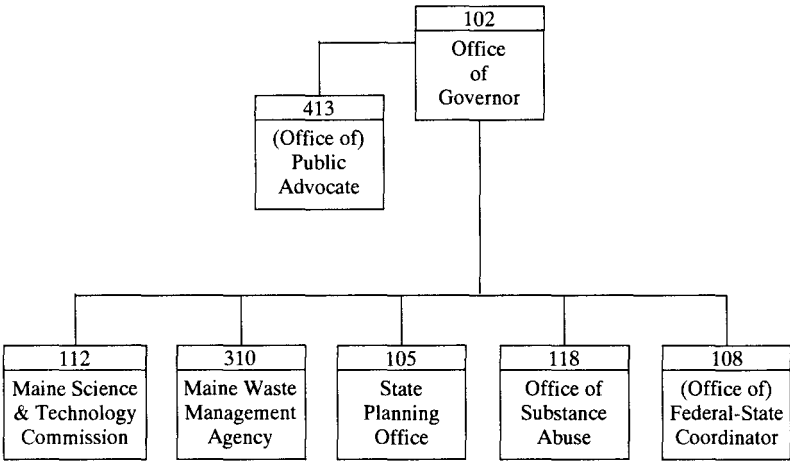 102
Office
of
Governor
413
(Office of)
Public
Advocate
112
Maine Science
& Technology
Commission
310
Maine Waste
Management
Agency
105
State
Planning
Office
118
Office of
Substance
Abuse
108
(Office of)
Federal-State
Coordinator